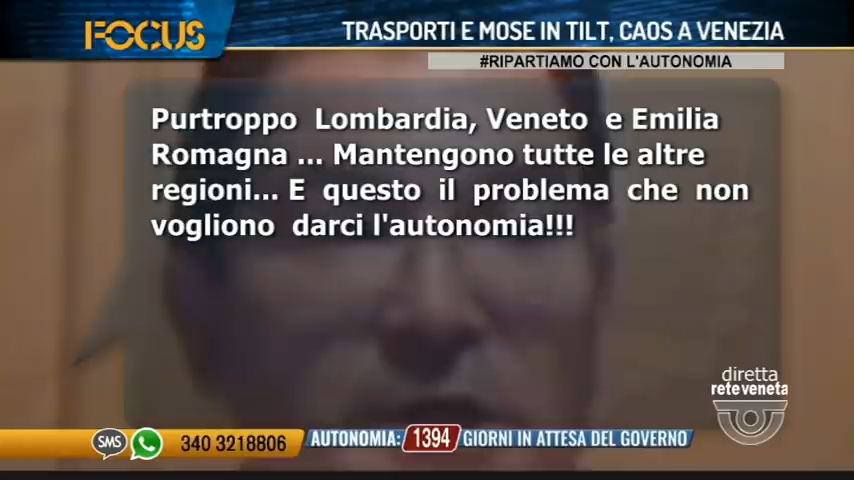 FOCUS
TRASPORTI E MOSE IN TILT, CAOS A VENEZIA
#RIPARTIAMO CON L'AUTONOMIA
Purtroppo Lombardia, Veneto e Emilia
Romagna ... Mantengono tutte le altre
regioni... E questo il problema che non
vogliono darci l'autonomia!!!
diretta
reteveneta
SMS 340 3218806
AUTONOMIA: 1394 GIORNI IN ATTESA DEL GOVERNO